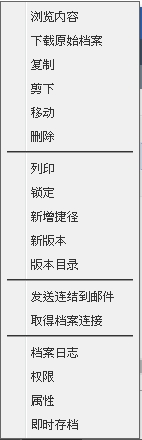 浏览内容
下载原始档案
复制
剪下
移动
删除
列印
锁定
新增捷径
新版本
版本目录
发送连结到邮件
取得档案连接
档案日志
权限
属性
即时存档